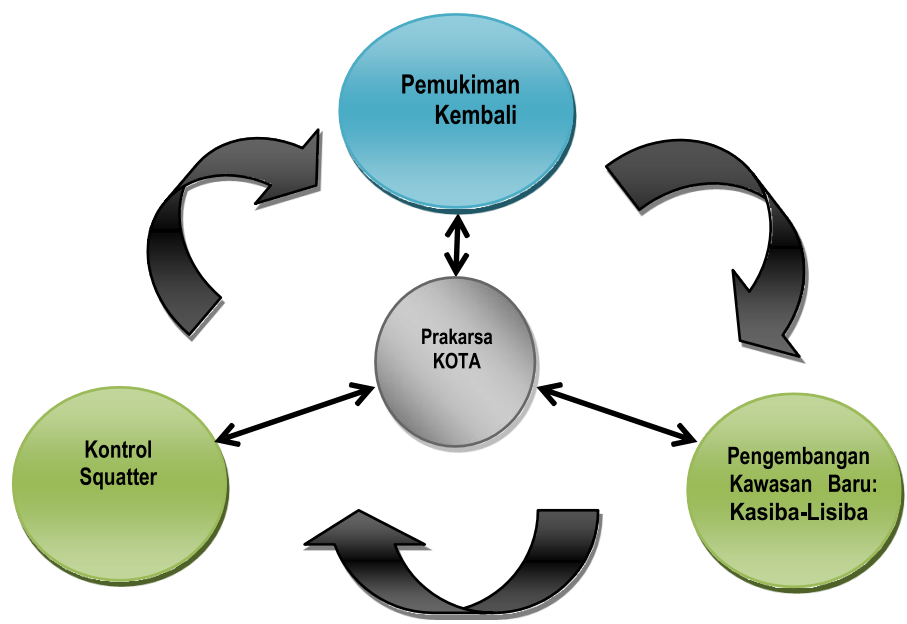 Pemukiman
Kembali
Prakarsa
KOTA
Kontrol
Squatter
Pengembangan
Kawasan Baru:
Kasiba-Lisiba